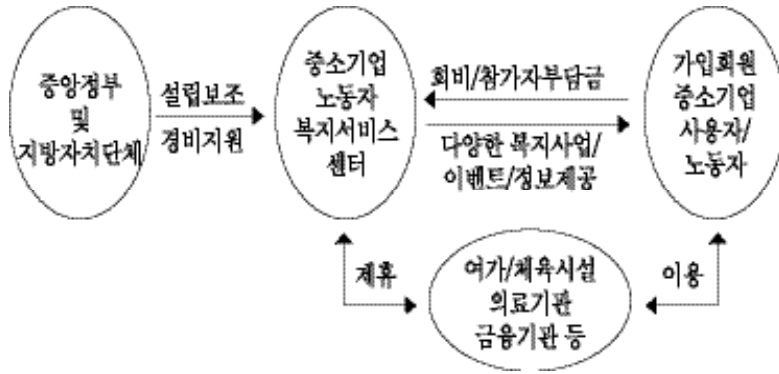 중앙정부
및
지방자치단체
설립보조
경비지원
중소기업
노동자
복지서비스
센터
회비/참가자부담금
다양한 복지사업/
이벤트/정보제공
가입회원
중소기업
사용자/
노동자
제휴
여가/체육시설
의료기관
금융기관 등
이용